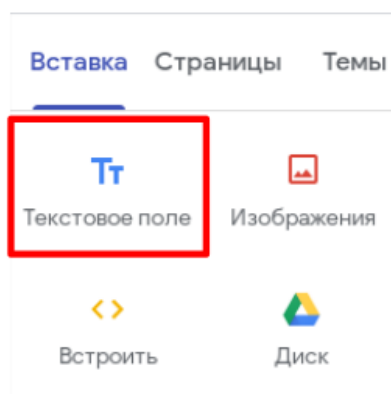 Вставка Страницы Темы
Тт
Текстовое поле Изображения
Встроить Диск